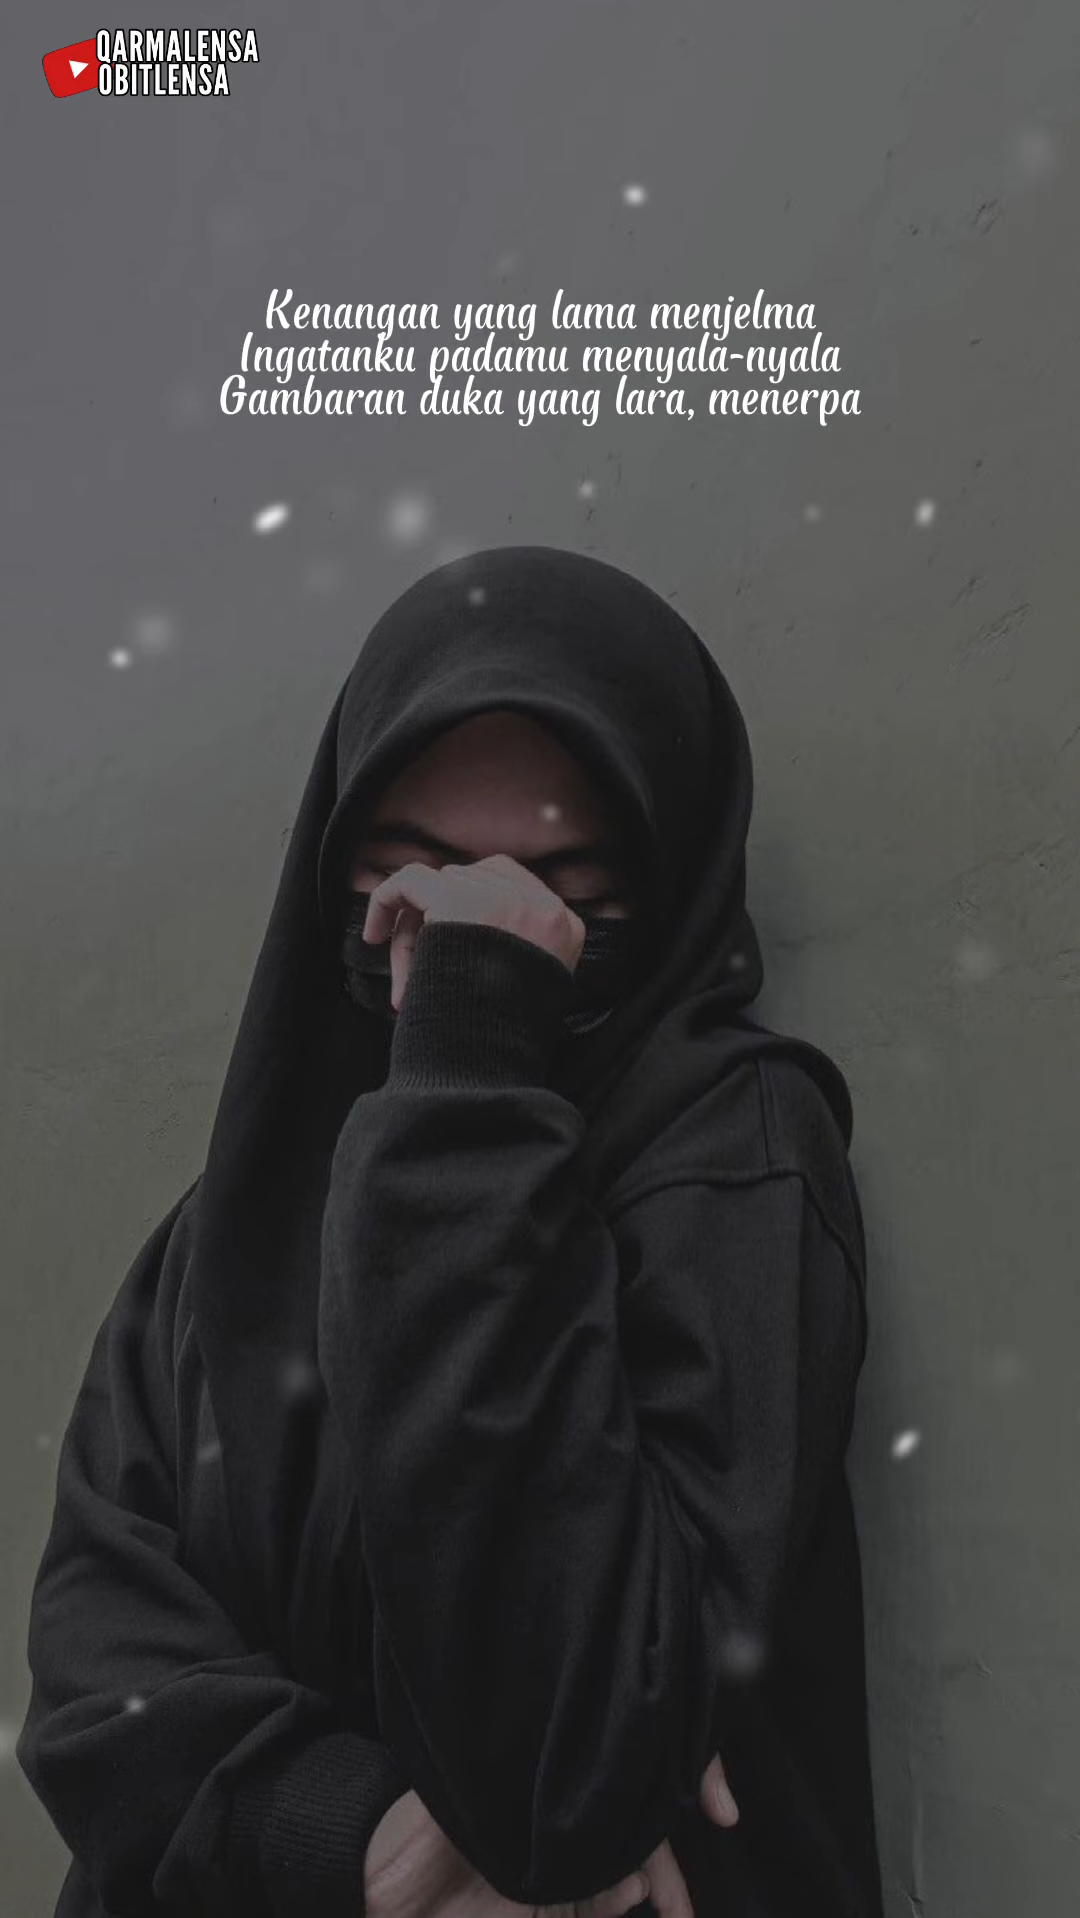 QARMALENSA
OBITLENSA
Kenangan yang lama menjelma
Ingatanku padamu menyala-nyala
Gambaran duka yang lara, menerpa